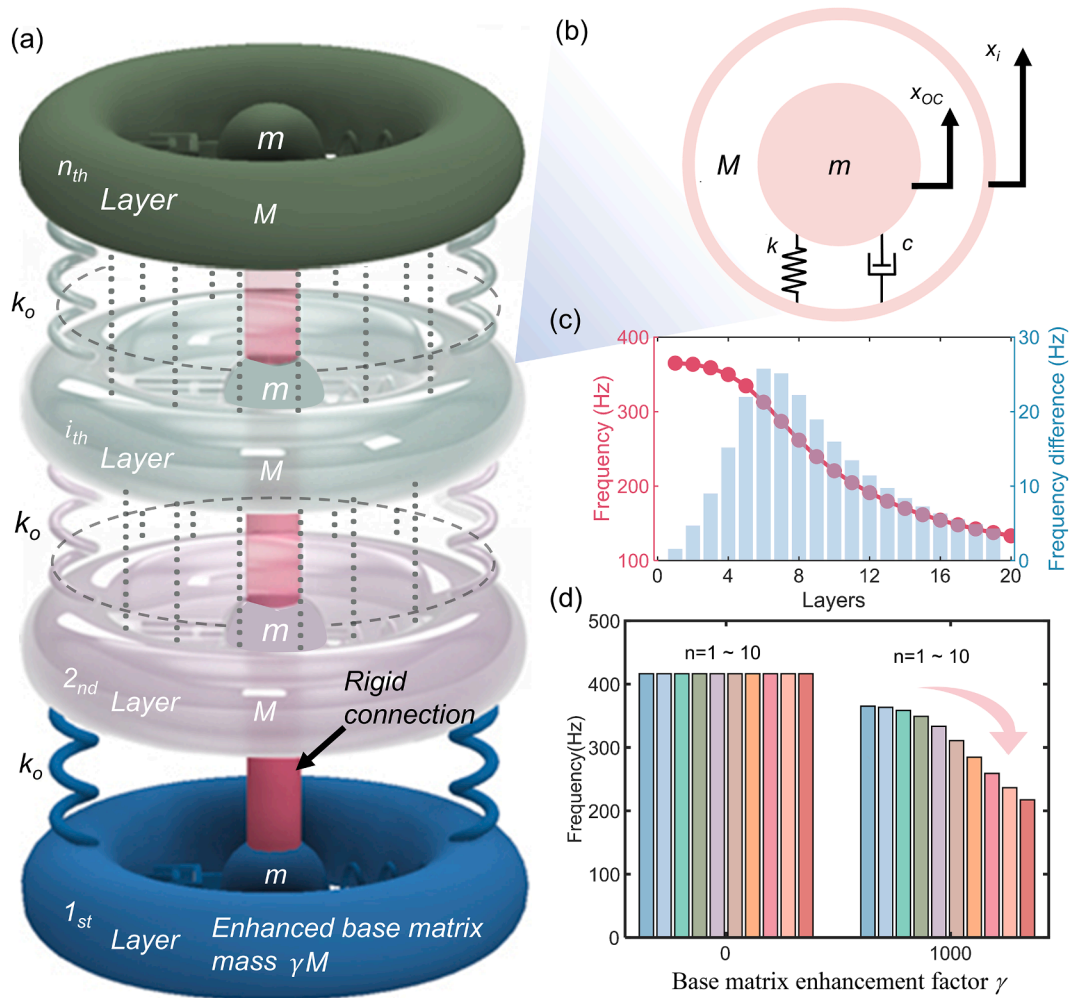 (a)
m
n_th
Layer
M
k_o
m
i_th
Layer
M
k_o
m
2_nd
Layer
M
Rigid
connection
k_o
m
1_st
Layer
Enhanced base matrix
mass γM
(b)
x_i
x_OC
M
m
k
c
(c)
400
300
200
100
Frequency (Hz)
30
20
10
0
Frequency difference (Hz)
0
4
8
12
16
20
Layers
(d)
500
400
300
200
100
0
Frequency(Hz)
n=1 ~ 10
n=1 ~ 10
0
1000
Base matrix enhancement factor γ